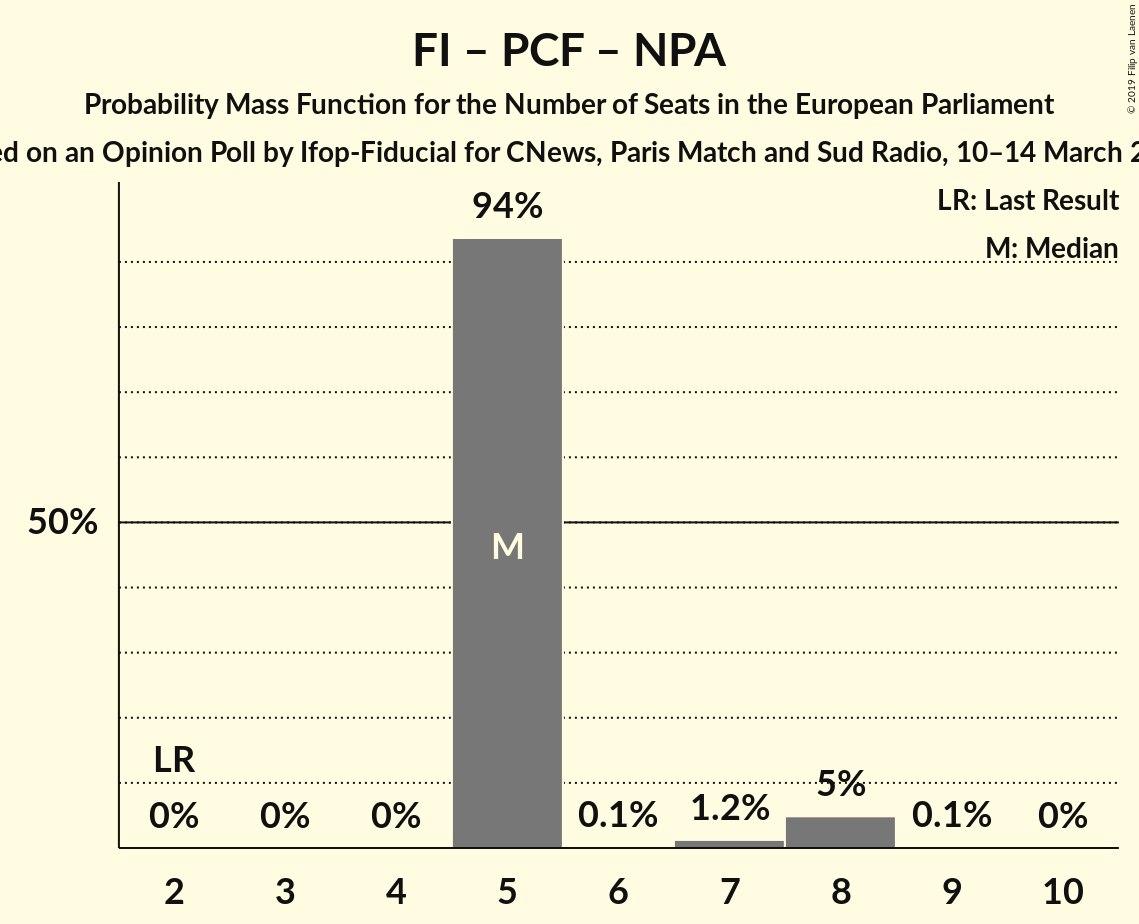 FI – PCF – NPA
Probability Mass Function for the Number of Seats in the European Parliament
on an Opinion Poll by Ifop-Fiducial for CNews, Paris Match and Sud Radio, 10–14 March
© 2019 Filip van Laenen
LR: Last Result
M: Median
94%
50%
M
LR
0%
0%
0%
0.1%
1.2%
5%
0.1%
0%
2
3
4
5
6
7
8
9
10